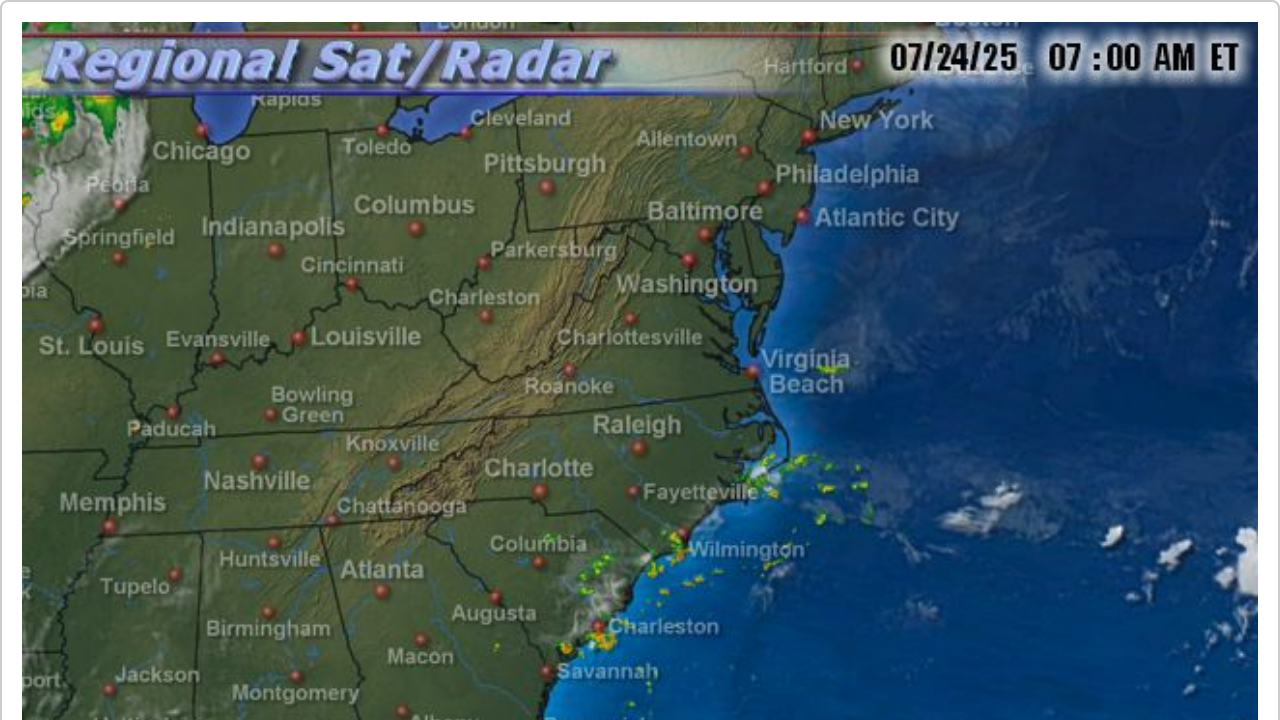 London
Boston
Regional Sat/Radar
07/24/25 07 :00 AM ET
Hartford
Rapids
Cleveland
New York
Chicago
Toledo
Allentown
Pittsburgh
Philadelphia
Peoria
Columbus
Baltimore
Atlantic City
Springfield
Indianapolis
Cincinnati
Parkersburg
Washington
bia
Charleston
St. Louis
Evansville
Louisville
Charlottesville
Virginia
Beach
Roanoke
Bowling
Green
Paducah
Knoxville
Raleigh
Nashville
Charlotte
Memphis
Chattanooga
Fayetteville
Huntsville
Columbia
Wilmington
Tupelo
Atlanta
Birmingham
Augusta
Charleston
Macon
Savannah
port
Jackson
Montgomery
Albany